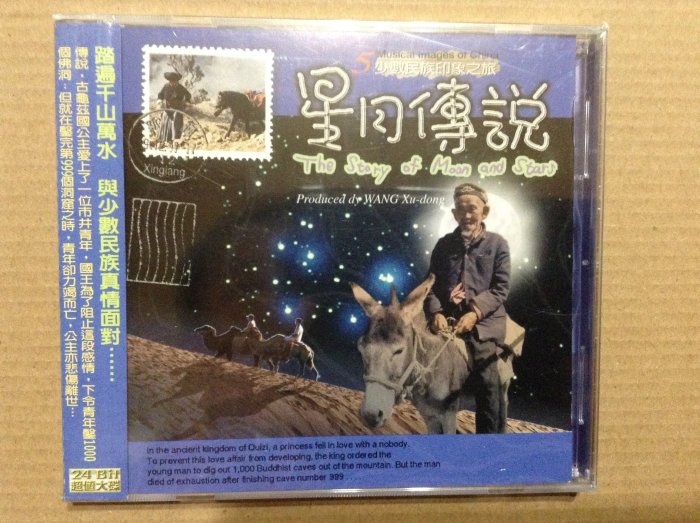 踏遍千山萬水 與少數民族真情面對......
傳說,古龜茲國公主愛上了一位市井青年,國王為了阻止這段感情,下令青年鑿1000
個佛洞;但就在鑿完第999個洞窟之時,青年卻力竭而亡,公主亦悲傷離世...
24 Bit
超值大碟
5 Musical Images of China
少數民族印象之旅
星月傳說
The Story of Moon and Stars
Produced dy WANG Xu-dong
Xingiang
In the ancient kingdom of Quizi, a princess fell in love with a nobody.
To prevent this love affair from developing, the king ordered the
young man to dig out 1,000 Buddhist caves out of the mountain. But the man
died of exhaustion after finishing cave number 999